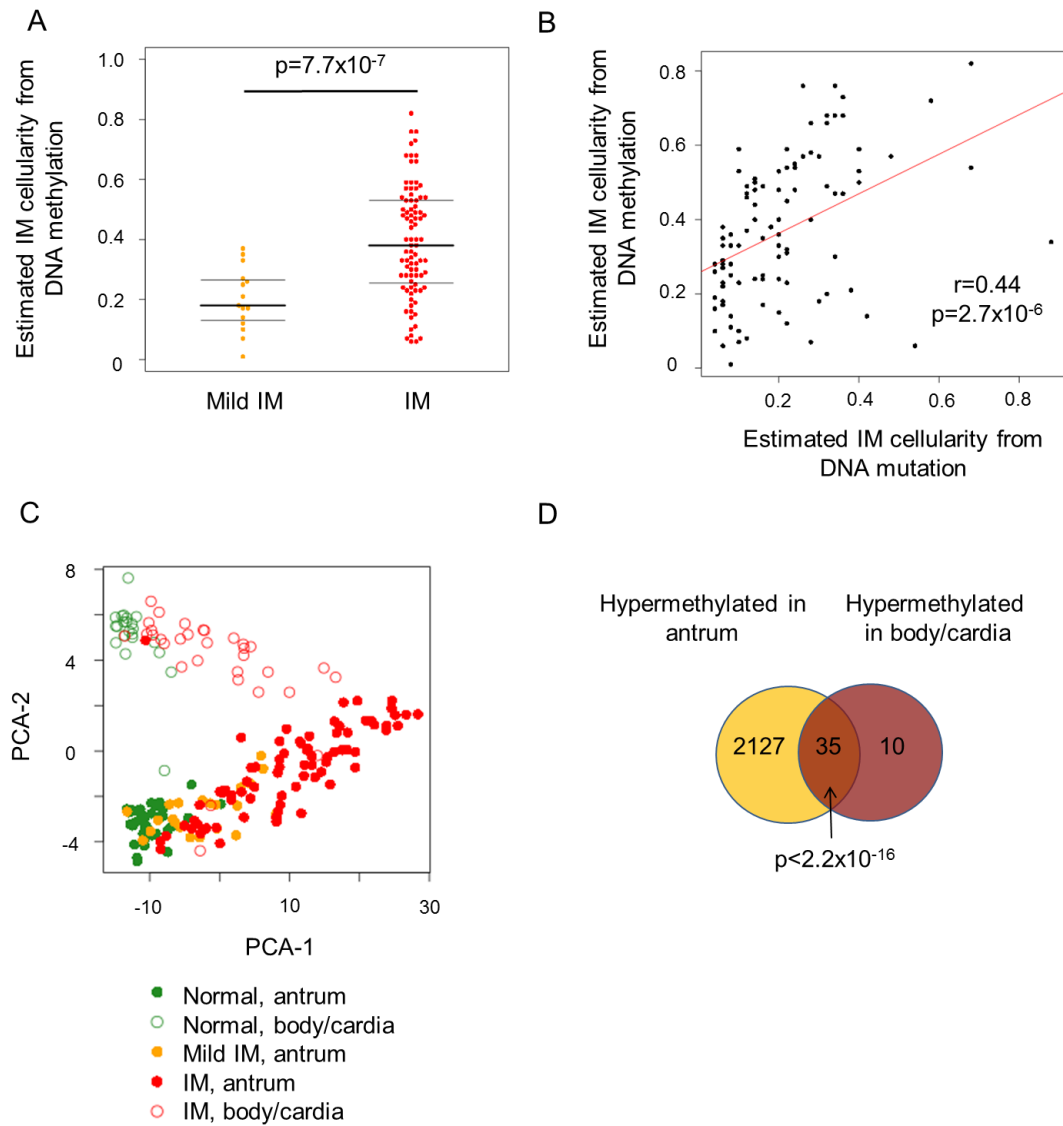 A
Estimated IM cellularity from
DNA methylation
1.0
0.8
0.6
0.4
0.2
0
p=7.7x10-7
Mild IM
IM
B
Estimated IM cellularity from
DNA methylation
0.8
0.6
0.4
0.2
0
r=0.44
p=2.7x10-6
0.2
0.4
0.6
0.8
Estimated IM cellularity from
DNA mutation
C
PCA-2
8
4
0
-4
-10
10
30
PCA-1
Normal, antrum
Normal, body/cardia
Mild IM, antrum
IM, antrum
IM, body/cardia
D
Hypermethylated in
antrum
Hypermethylated
in body/cardia
2127
35
10
p<2.2x10-16